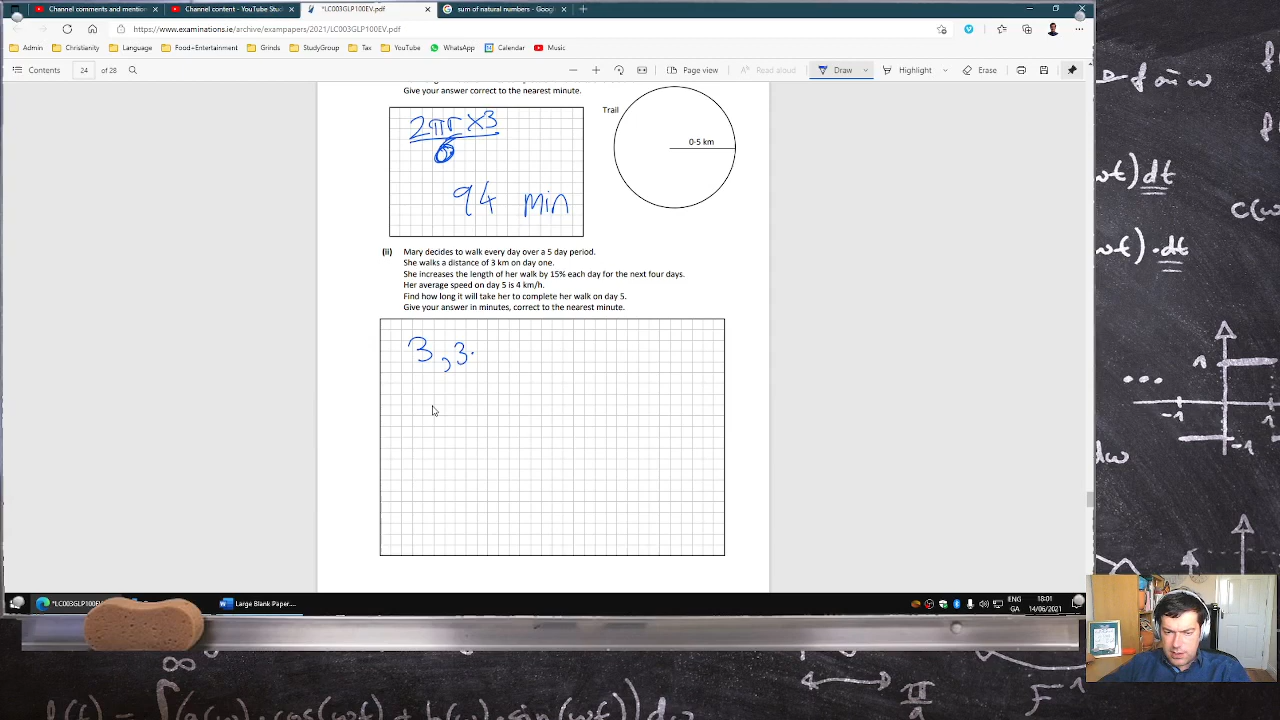 Channel comments and mention
Channel content - YouTube Stud
*LC003GLP100EV.pdf
sum of natural numbers - Googl
https://www.examinations.ie/archive/exampapers/2021/LC003GLP100EV.pdf
Admin Christianity Language Food+Entertainment Grinds StudyGroup Tax YouTube WhatsApp Calendar Music
Contents 24 of 28 Page view Read aloud Draw Highlight Erase
Give your answer correct to the nearest minute.
2πr×3
6
94 min
Trail
0·5 km
(ii) Mary decides to walk every day over a 5 day period.
She walks a distance of 3 km on day one.
She increases the length of her walk by 15% each day for the next four days.
Her average speed on day 5 is 4 km/h.
Find how long it will take her to complete her walk on day 5.
Give your answer in minutes, correct to the nearest minute.
3, 3.
*LC003GLP100EV
Large Blank Paper....
ENG
GA
18:01
14/06/2021